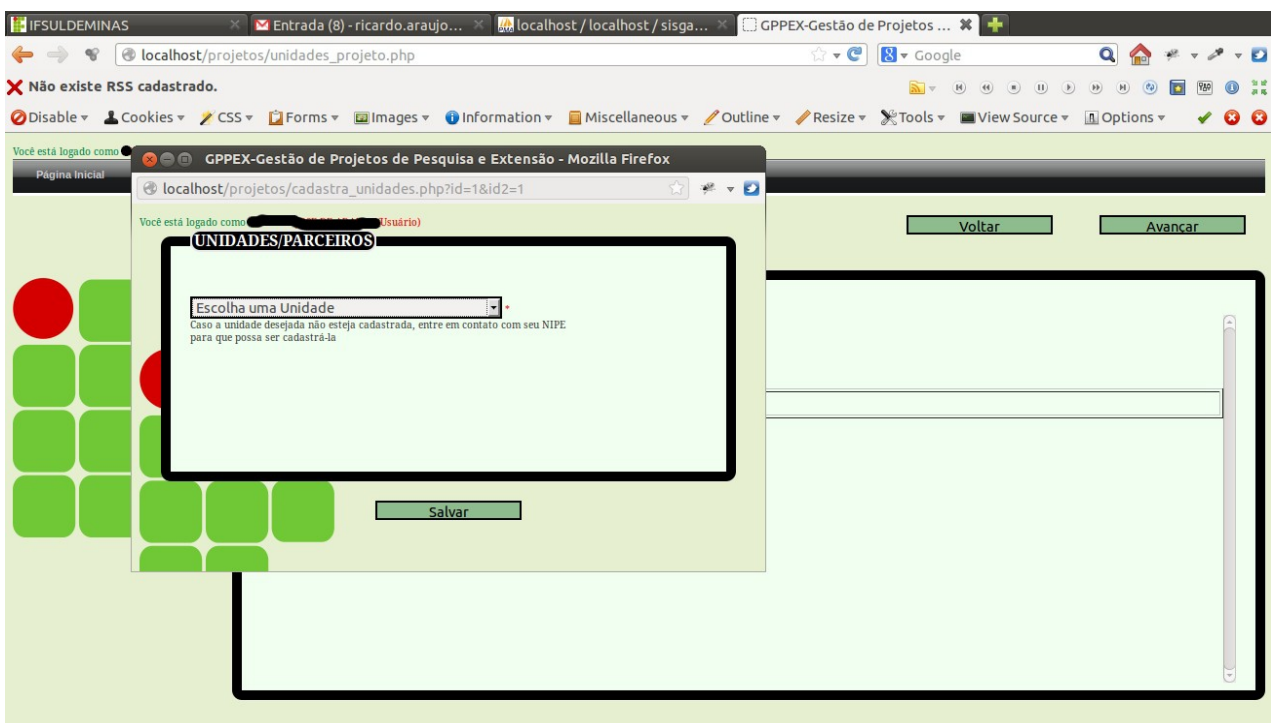 IFSULDEMINAS
Entrada (8) - ricardo.araujo...
localhost / localhost / sisga...
GPPEX-Gestão de Projetos ...
localhost/projetos/unidades_projeto.php
Google
Não existe RSS cadastrado.
Disable Cookies CSS Forms Images Information Miscellaneous Outline Resize Tools View Source Options
Você está logado como
Página Inicial
GPPEX-Gestão de Projetos de Pesquisa e Extensão - Mozilla Firefox
localhost/projetos/cadastra_unidades.php?id=1&id2=1
Você está logado como Usuário)
UNIDADES/PARCEIROS
Escolha uma Unidade *
Caso a unidade desejada não esteja cadastrada, entre em contato com seu NIPE
para que possa ser cadastrá-la
Salvar
Voltar
Avançar